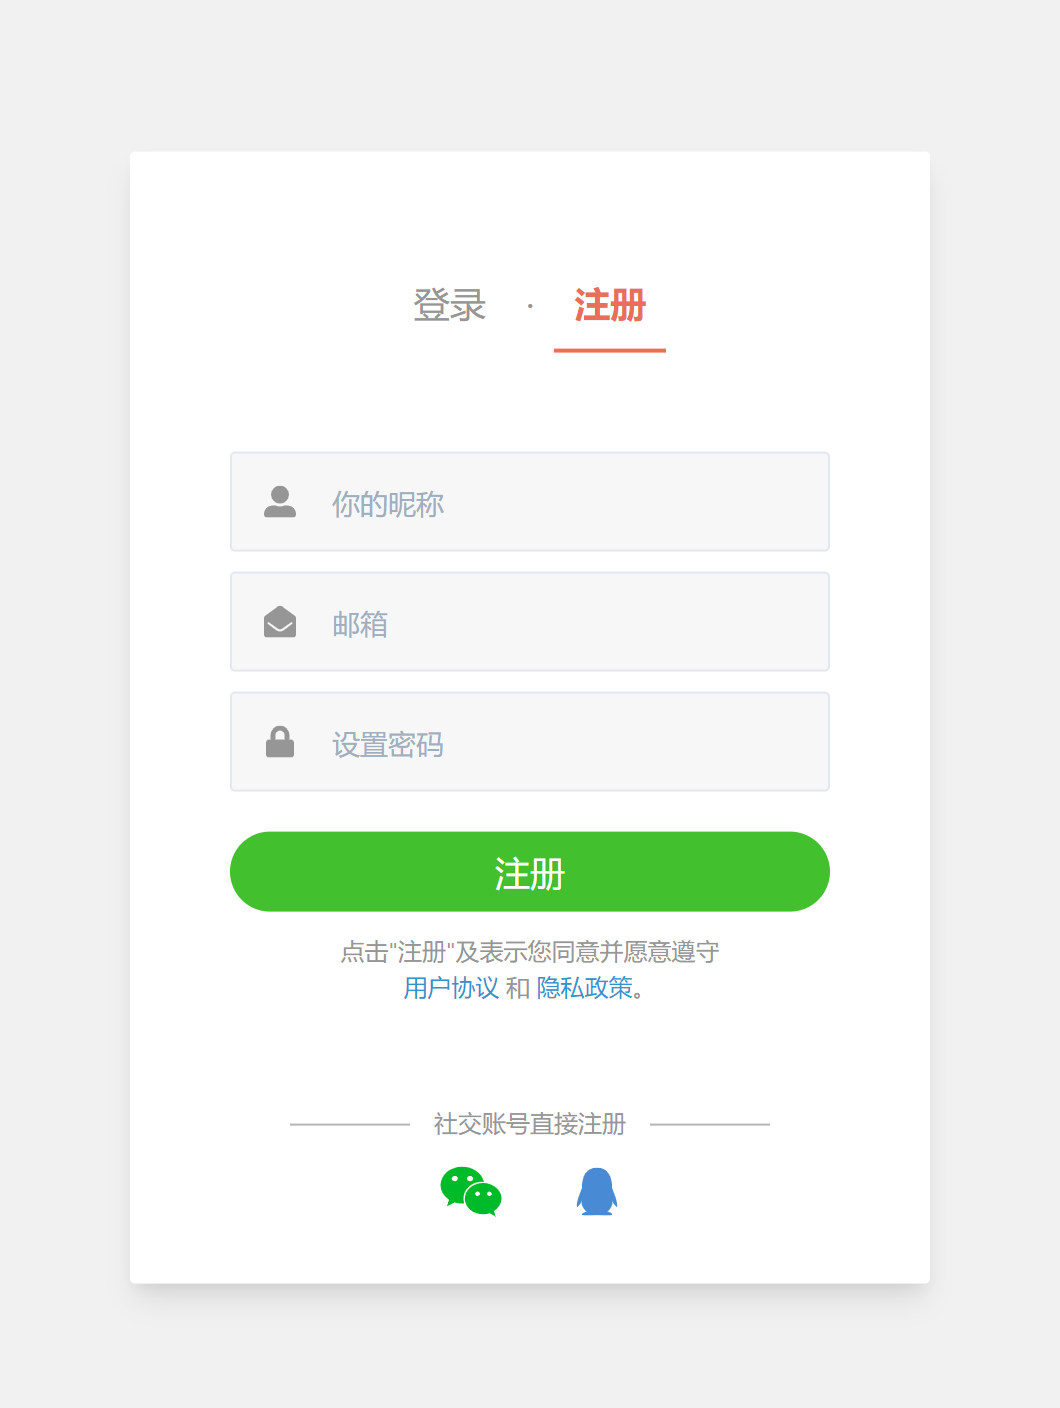 登录 · 注册
你的昵称
邮箱
设置密码
注册
点击"注册"及表示您同意并愿意遵守
用户协议 和 隐私政策。
社交账号直接注册